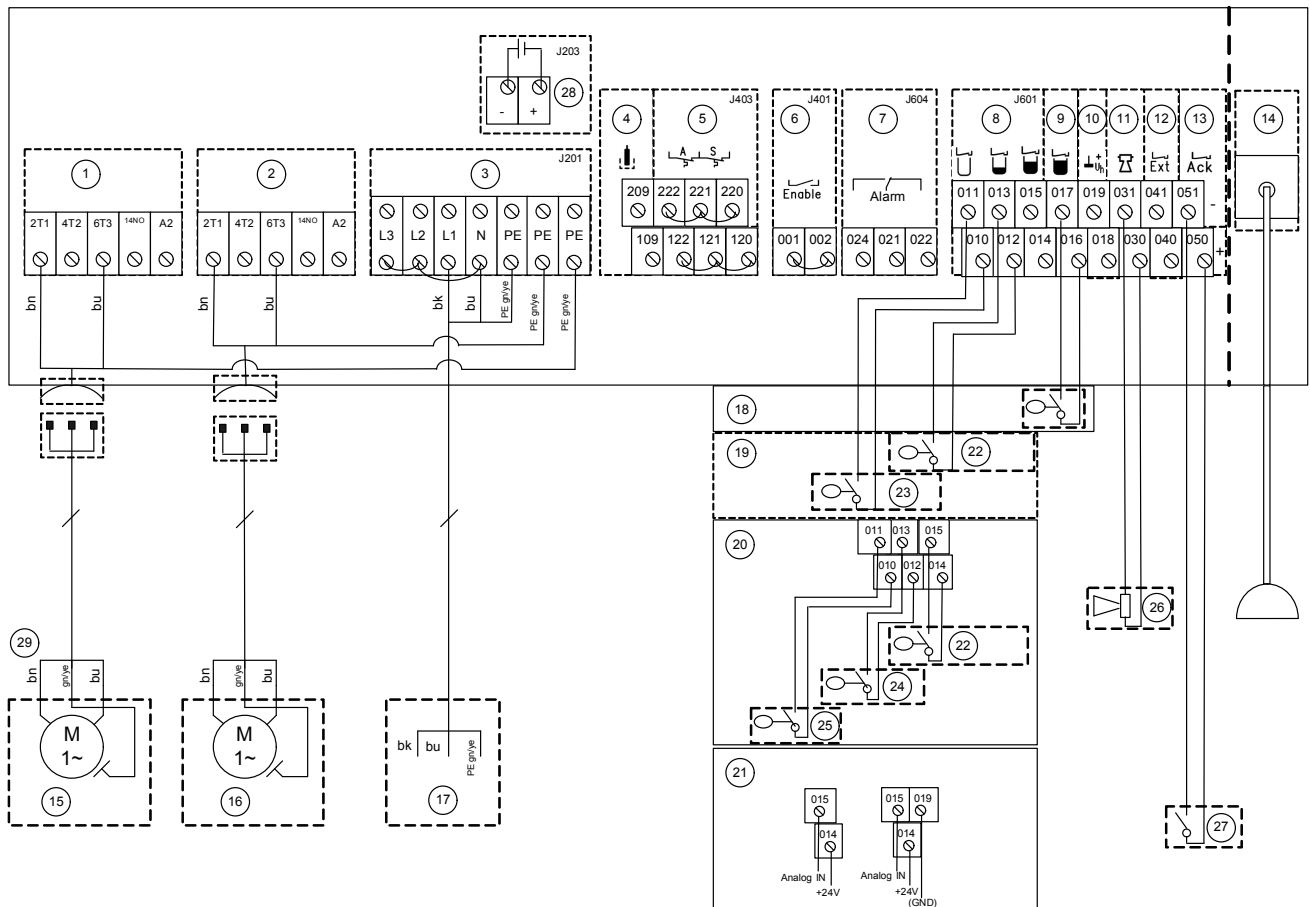 J203
- + 28
1
2T1 4T2 6T3 14NO A2
bn bu
2
2T1 4T2 6T3 14NO A2
bn bu
3 J201
L3 L2 L1 N PE PE PE
bk bu PE gn/ye PE gn/ye PE gn/ye
4
5 J403
A S
209 222 221 220
109 122 121 120
6 J401
Enable
001 002
7 J604
Alarm
024 021 022
J601
8 9 10 11 12 13
+
Uh
Ext
Ack
011 013 015 017 019 031 041 051 -
010 012 014 016 018 030 040 050 +
14
18
19
22
23
20
011 013 015
010 012 014
22
24
25
26
27
21
015 015 019
014 014
Analog IN
+24V
Analog IN
+24V
(GND)
29
bn gn/ye bu
M
1~
15
bn gn/ye bu
M
1~
16
bk bu PE gn/ye
17